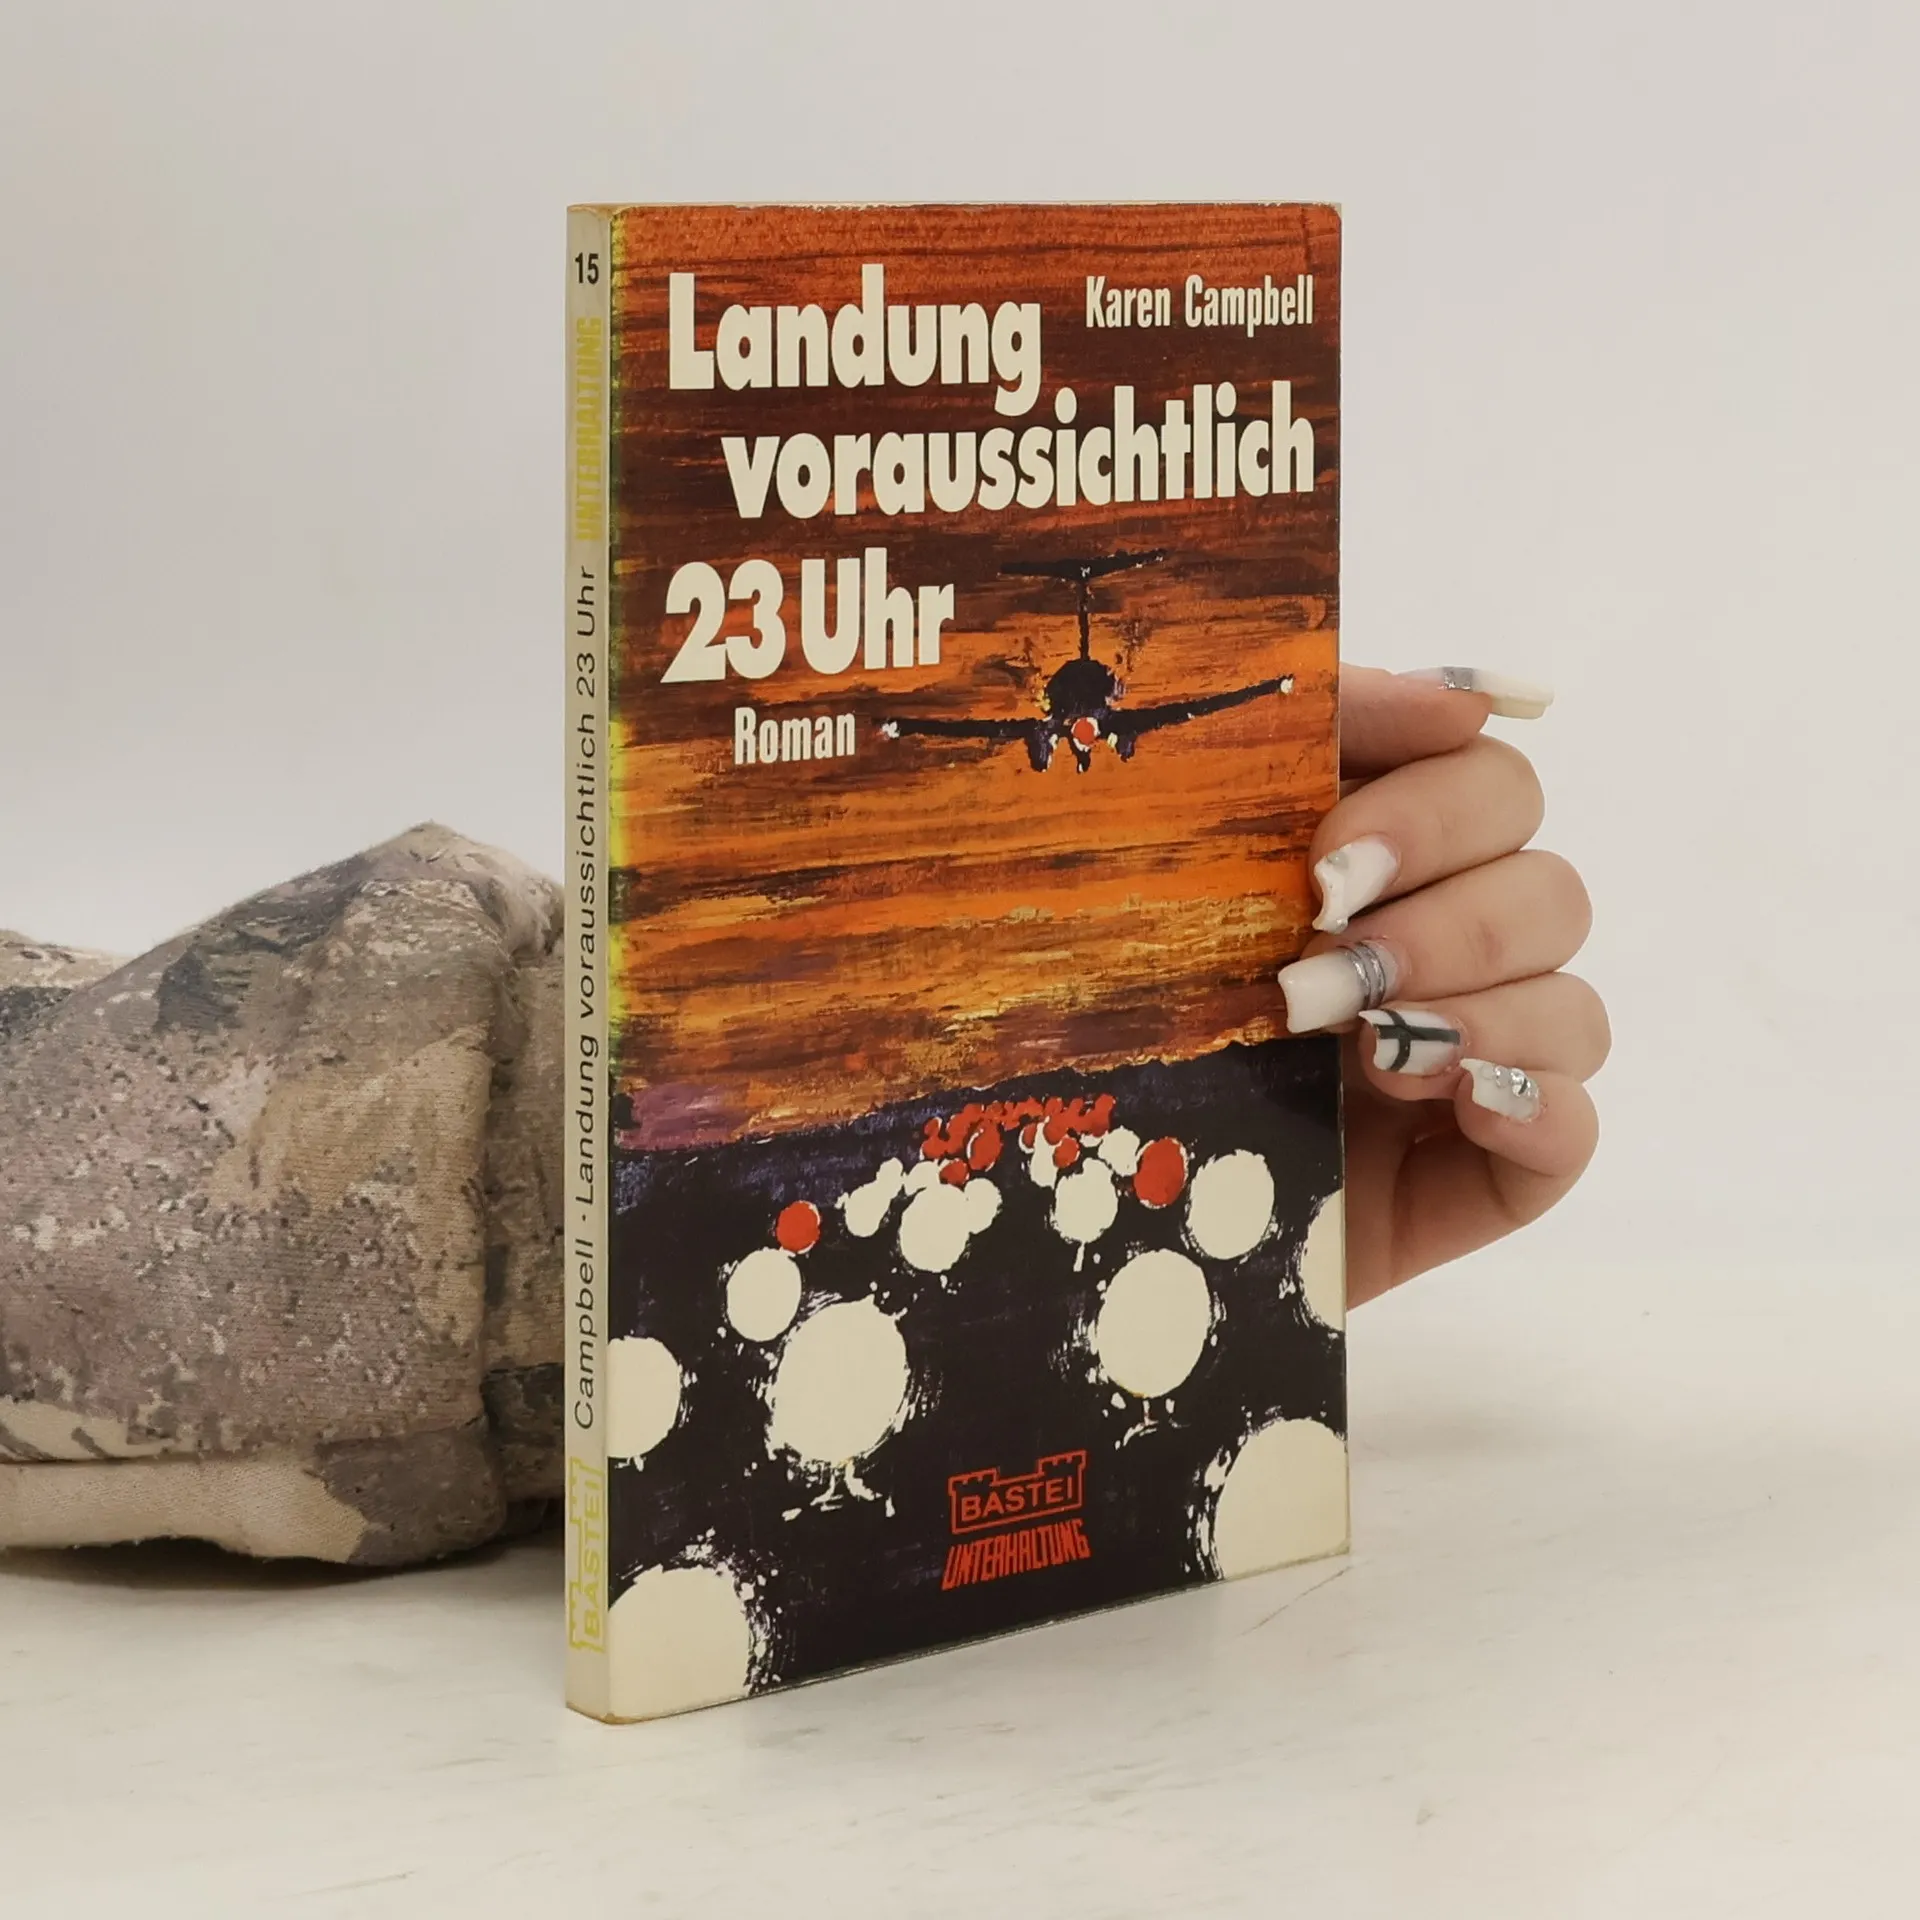 Landung
Karen Campbell
voraussichtlich
23 Uhr
Roman
BASTEI
UNTERHALTUNG
15
UNTERHALTUNG
Campbell · Landung voraussichtlich 23 Uhr
BASTEI